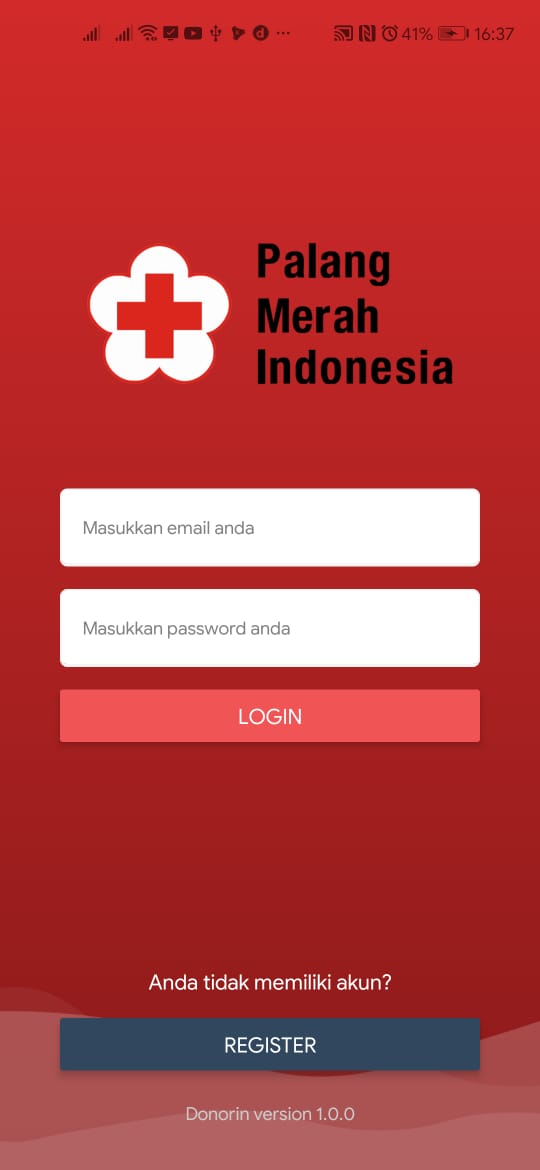 41% 16:37
Palang
Merah
Indonesia
Masukkan email anda
Masukkan password anda
LOGIN
Anda tidak memiliki akun?
REGISTER
Donorin version 1.0.0